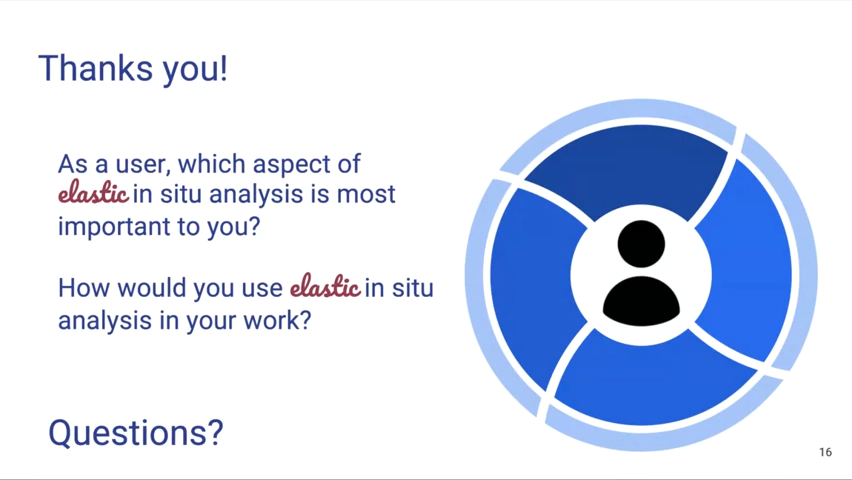 Thanks you!
As a user, which aspect of
elastic in situ analysis is most
important to you?
How would you use elastic in situ
analysis in your work?
Questions?
16